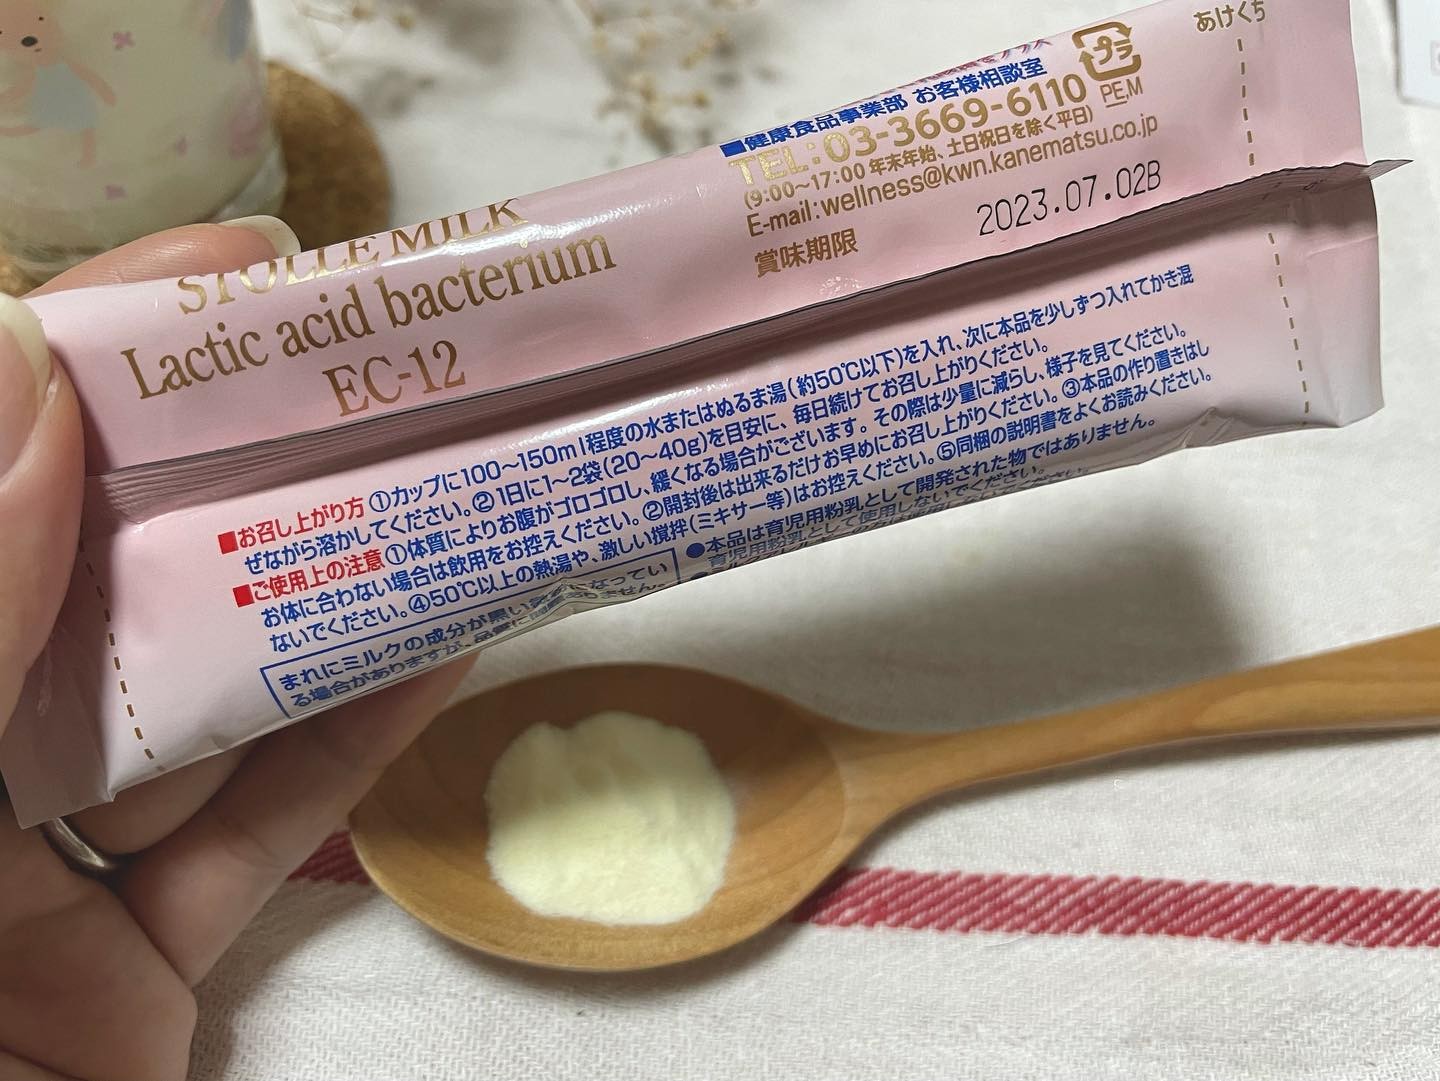 あけくち
プラ
PE,M
■健康食品事業部 お客様相談室
TEL:03-3669-6110
(9:00〜17:00 年末年始、土日祝日を除く平日)
E-mail:wellness@kwn.kanematsu.co.jp
賞味期限
2023.07.02B
STOLLE MILK
Lactic acid bacterium
EC-12
■お召し上がり方 ①カップに100〜150ml程度の水またはぬるま湯(約50℃以下)を入れ、次に本品を少しずつ入れてかき混
ぜながら溶かしてください。②1日に1〜2袋(20〜40g)を目安に、毎日続けてお召し上がりください。
■ご使用上の注意 ①体質によりお腹がゴロゴロし、緩くなる場合がございます。その際は少量に減らし、様子を見てください。
お体に合わない場合は飲用をお控えください。②開封後は出来るだけお早めにお召し上がりください。③本品の作り置きはし
ないでください。④50℃以上の熱湯や、激しい撹拌(ミキサー等)はお控えください。⑤同梱の説明書をよくお読みください。
まれにミルクの成分が黒い
になってい
る場合がありますが、品質に
ありません。
●本品は育児用粉乳として開発された物ではありません。
育児用粉乳として使用しないでください。